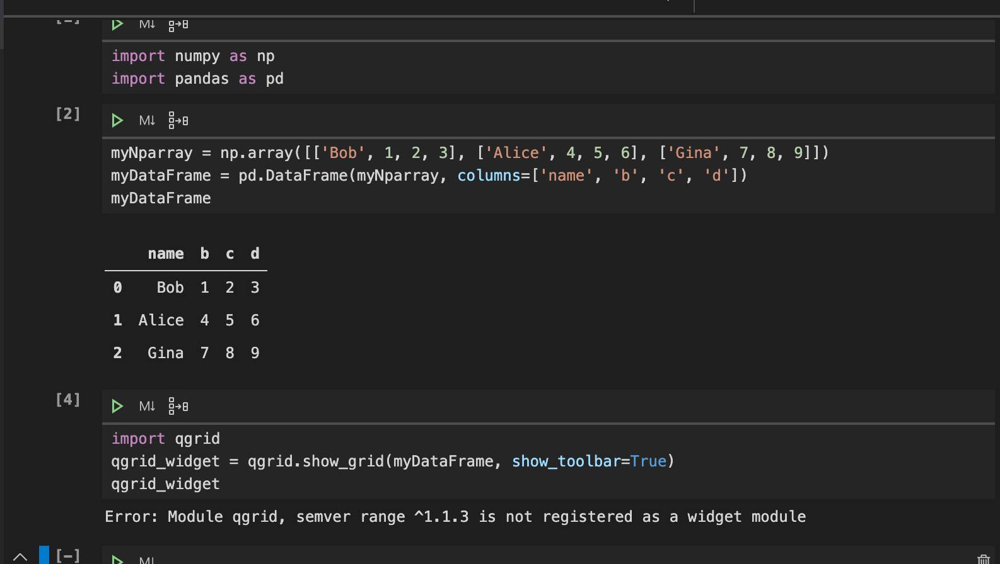 [-]
M↓
import numpy as np
import pandas as pd
[2]
M↓
myNparray = np.array([['Bob', 1, 2, 3], ['Alice', 4, 5, 6], ['Gina', 7, 8, 9]])
myDataFrame = pd.DataFrame(myNparray, columns=['name', 'b', 'c', 'd'])
myDataFrame
name b c d
0 Bob 1 2 3
1 Alice 4 5 6
2 Gina 7 8 9
[4]
M↓
import qgrid
qgrid_widget = qgrid.show_grid(myDataFrame, show_toolbar=True)
qgrid_widget
Error: Module qgrid, semver range ^1.1.3 is not registered as a widget module
[-]
M↓